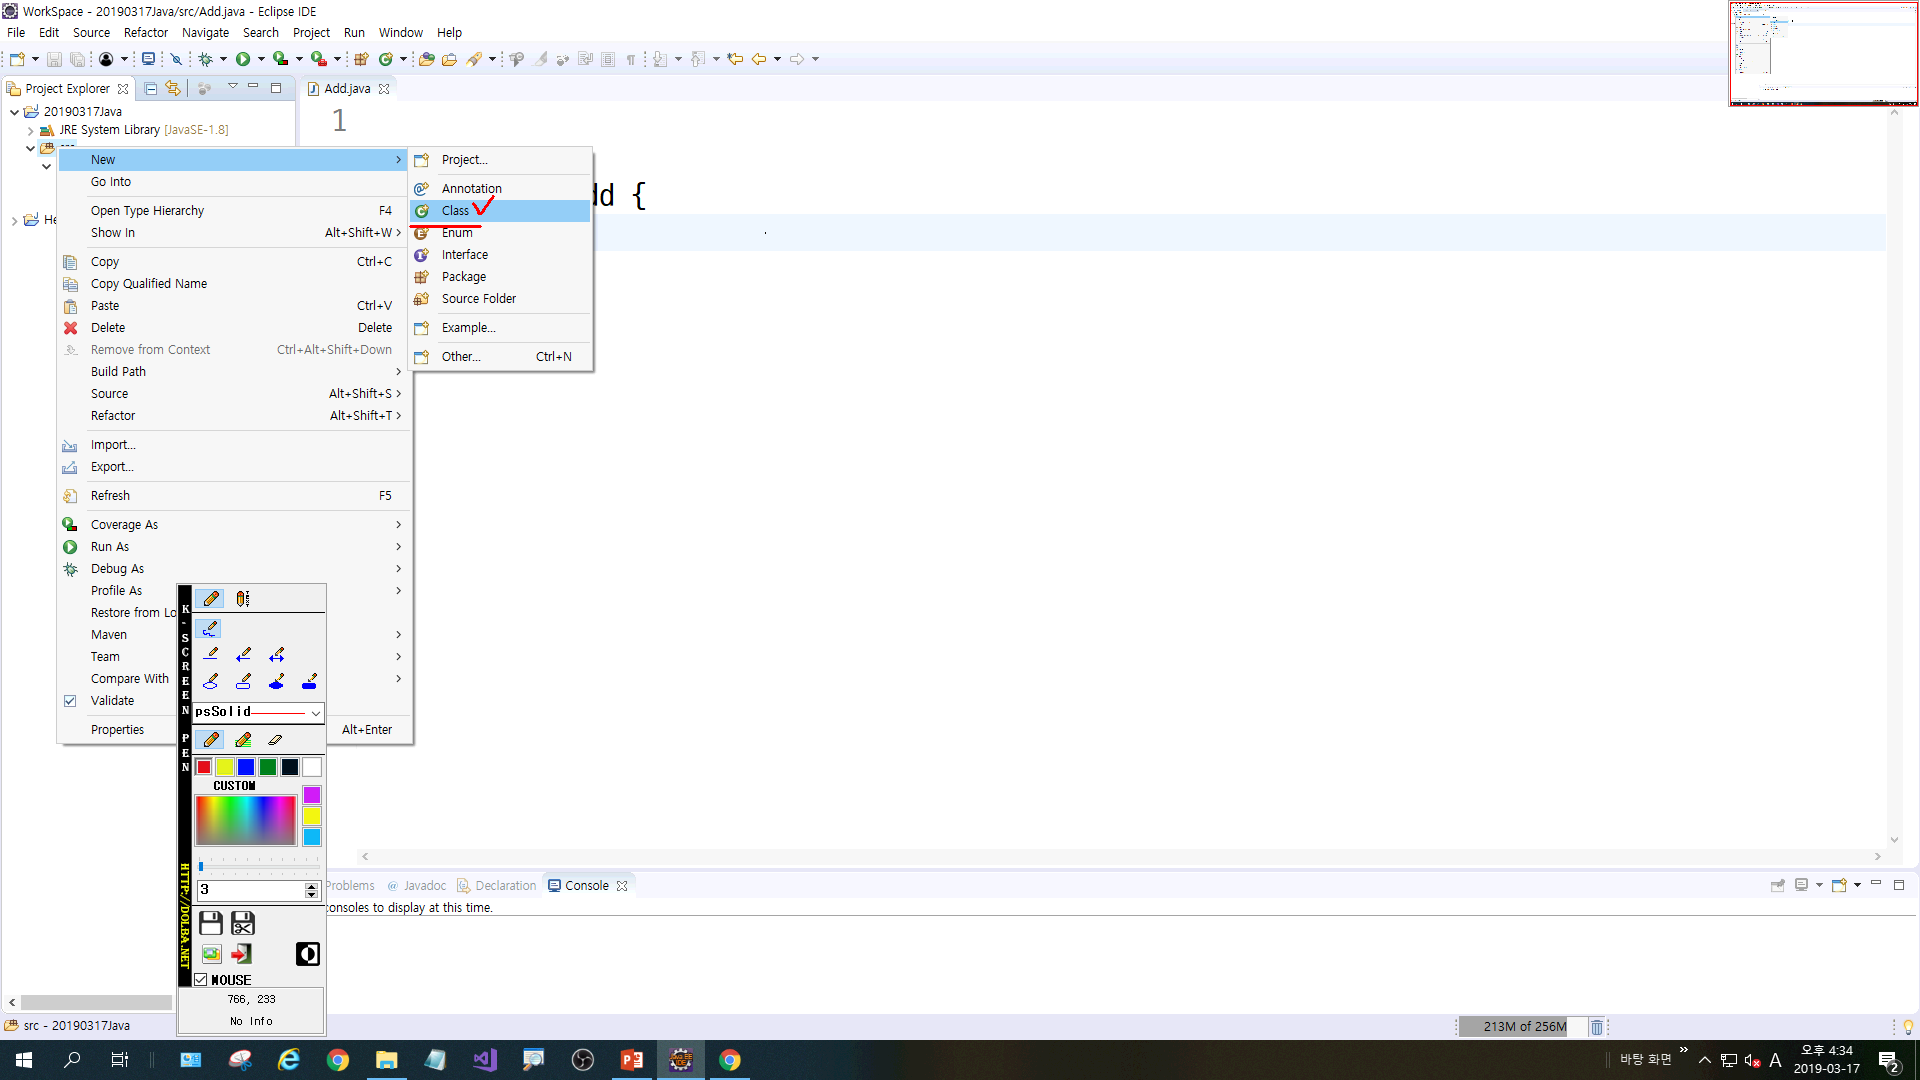 WorkSpace - 20190317Java/src/Add.java - Eclipse IDE
File Edit Source Refactor Navigate Search Project Run Window Help
Project Explorer
Add.java
20190317Java
JRE System Library [JavaSE-1.8]
1
dd {
New
Go Into
Open Type Hierarchy F4
Show In Alt+Shift+W
Copy Ctrl+C
Copy Qualified Name
Paste Ctrl+V
Delete Delete
Remove from Context Ctrl+Alt+Shift+Down
Build Path
Source Alt+Shift+S
Refactor Alt+Shift+T
Import...
Export...
Refresh F5
Coverage As
Run As
Debug As
Profile As
Restore from Lo
Maven
Team
Compare With
Validate
Properties Alt+Enter
Project...
Annotation
Class
Enum
Interface
Package
Source Folder
Example...
Other... Ctrl+N
K-SCREEN PEN
HTTP://DOLBA.NET
psSolid
CUSTOM
3
MOUSE
766, 233
No Info
Problems @ Javadoc Declaration Console
onsoles to display at this time.
src - 20190317Java
213M of 256M
바탕 화면
A
오후 4:34
2019-03-17
2